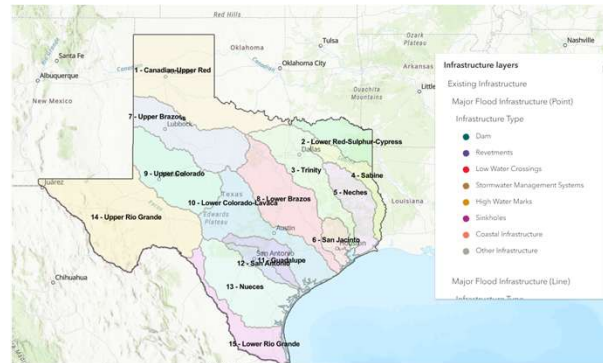 Red Hills
Tulsa
Nashville
Santa Fe
Oklahoma
Ozark
Plateau
Albuquerque
1 - Canadian-Upper Red
Oklahoma City
Arkansas
Little
Ouachita
Mountains
New Mexico
7 - Upper Brazos
Lubbock
2 - Lower Red-Sulphur-Cypress
Dallas
3 - Trinity
4 - Sabine
9 - Upper Colorado
5 - Neches
Juárez
Texas
8 - Lower Brazos
Louisiana
10 - Lower Colorado-Lavaca
14 - Upper Rio Grande
Edwards
Plateau
Austin
6 - San Jacinto
San Antonio
11 - Guadalupe
12 - San Antonio
Chihuahua
13 - Nueces
15 - Lower Rio Grande
Infrastructure layers
Existing Infrastructure
Major Flood Infrastructure (Point)
Infrastructure Type
Dam
Revetments
Low Water Crossings
Stormwater Management Systems
High Water Marks
Sinkholes
Coastal Infrastructure
Other Infrastructure
Major Flood Infrastructure (Line)
Infrastructure Type